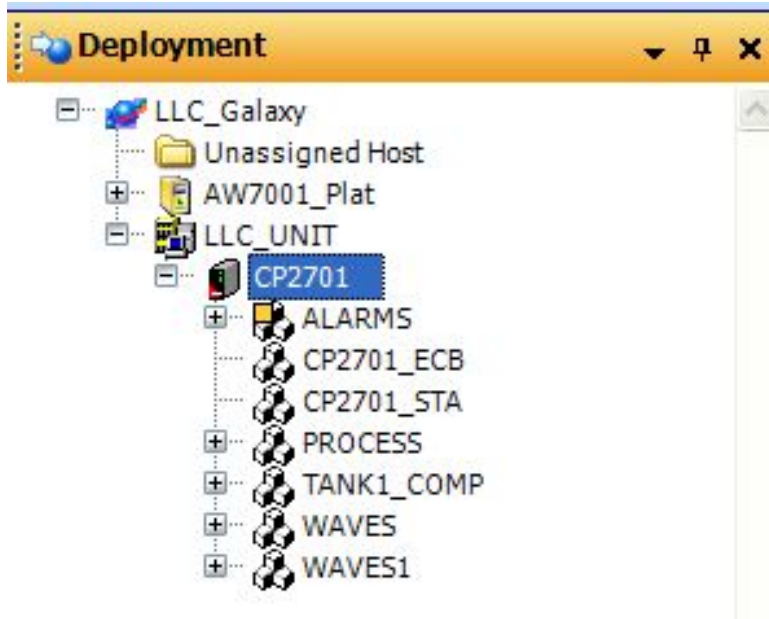 Deployment
LLC_Galaxy
Unassigned Host
AW7001_Plat
LLC_UNIT
CP2701
ALARMS
CP2701_ECB
CP2701_STA
PROCESS
TANK1_COMP
WAVES
WAVES1